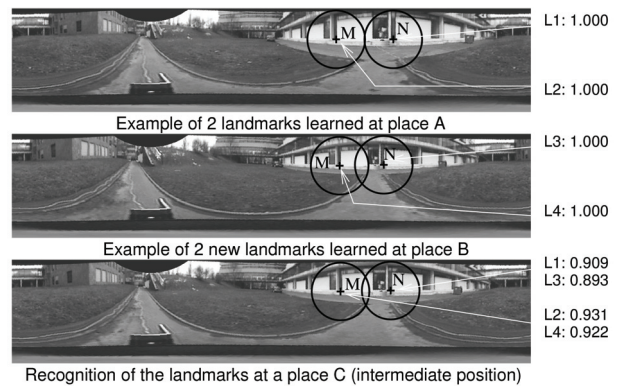 M N
L1: 1.000
L2: 1.000
Example of 2 landmarks learned at place A
M N
L3: 1.000
L4: 1.000
Example of 2 new landmarks learned at place B
M N
L1: 0.909
L3: 0.893
L2: 0.931
L4: 0.922
Recognition of the landmarks at a place C (intermediate position)